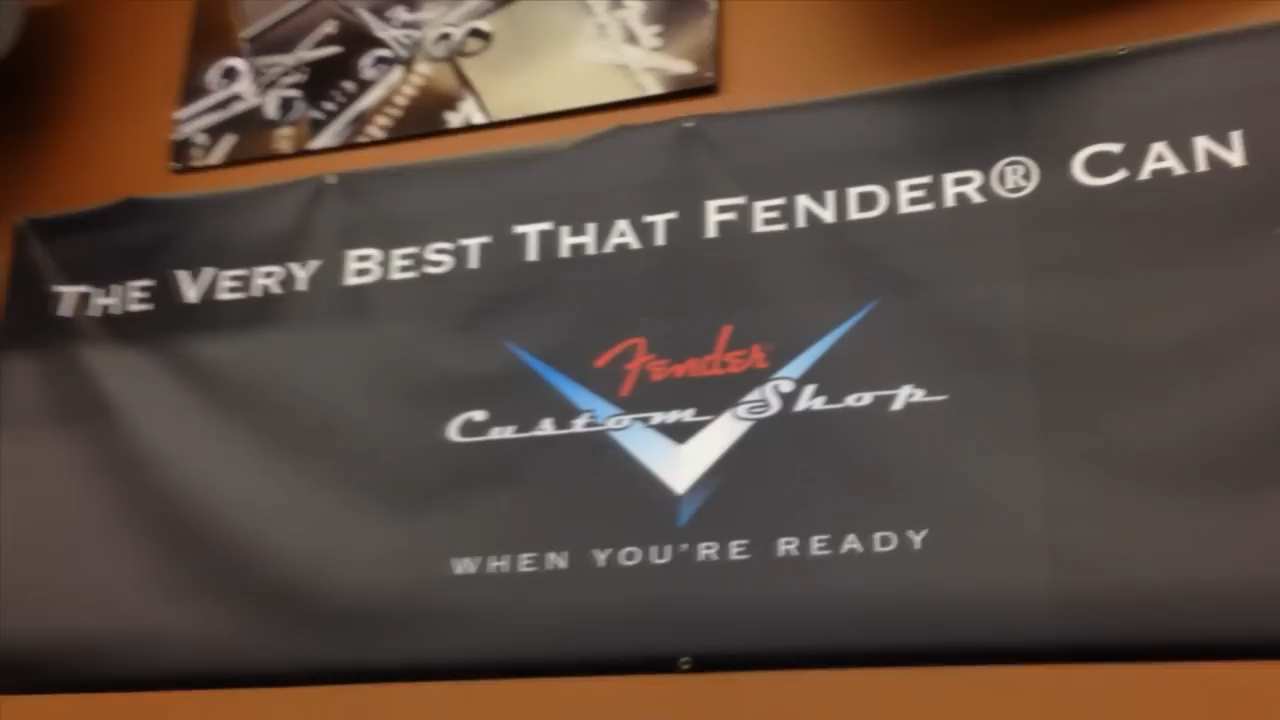 THE VERY BEST THAT FENDER® CAN
Fender
Custom Shop
WHEN YOU'RE READY